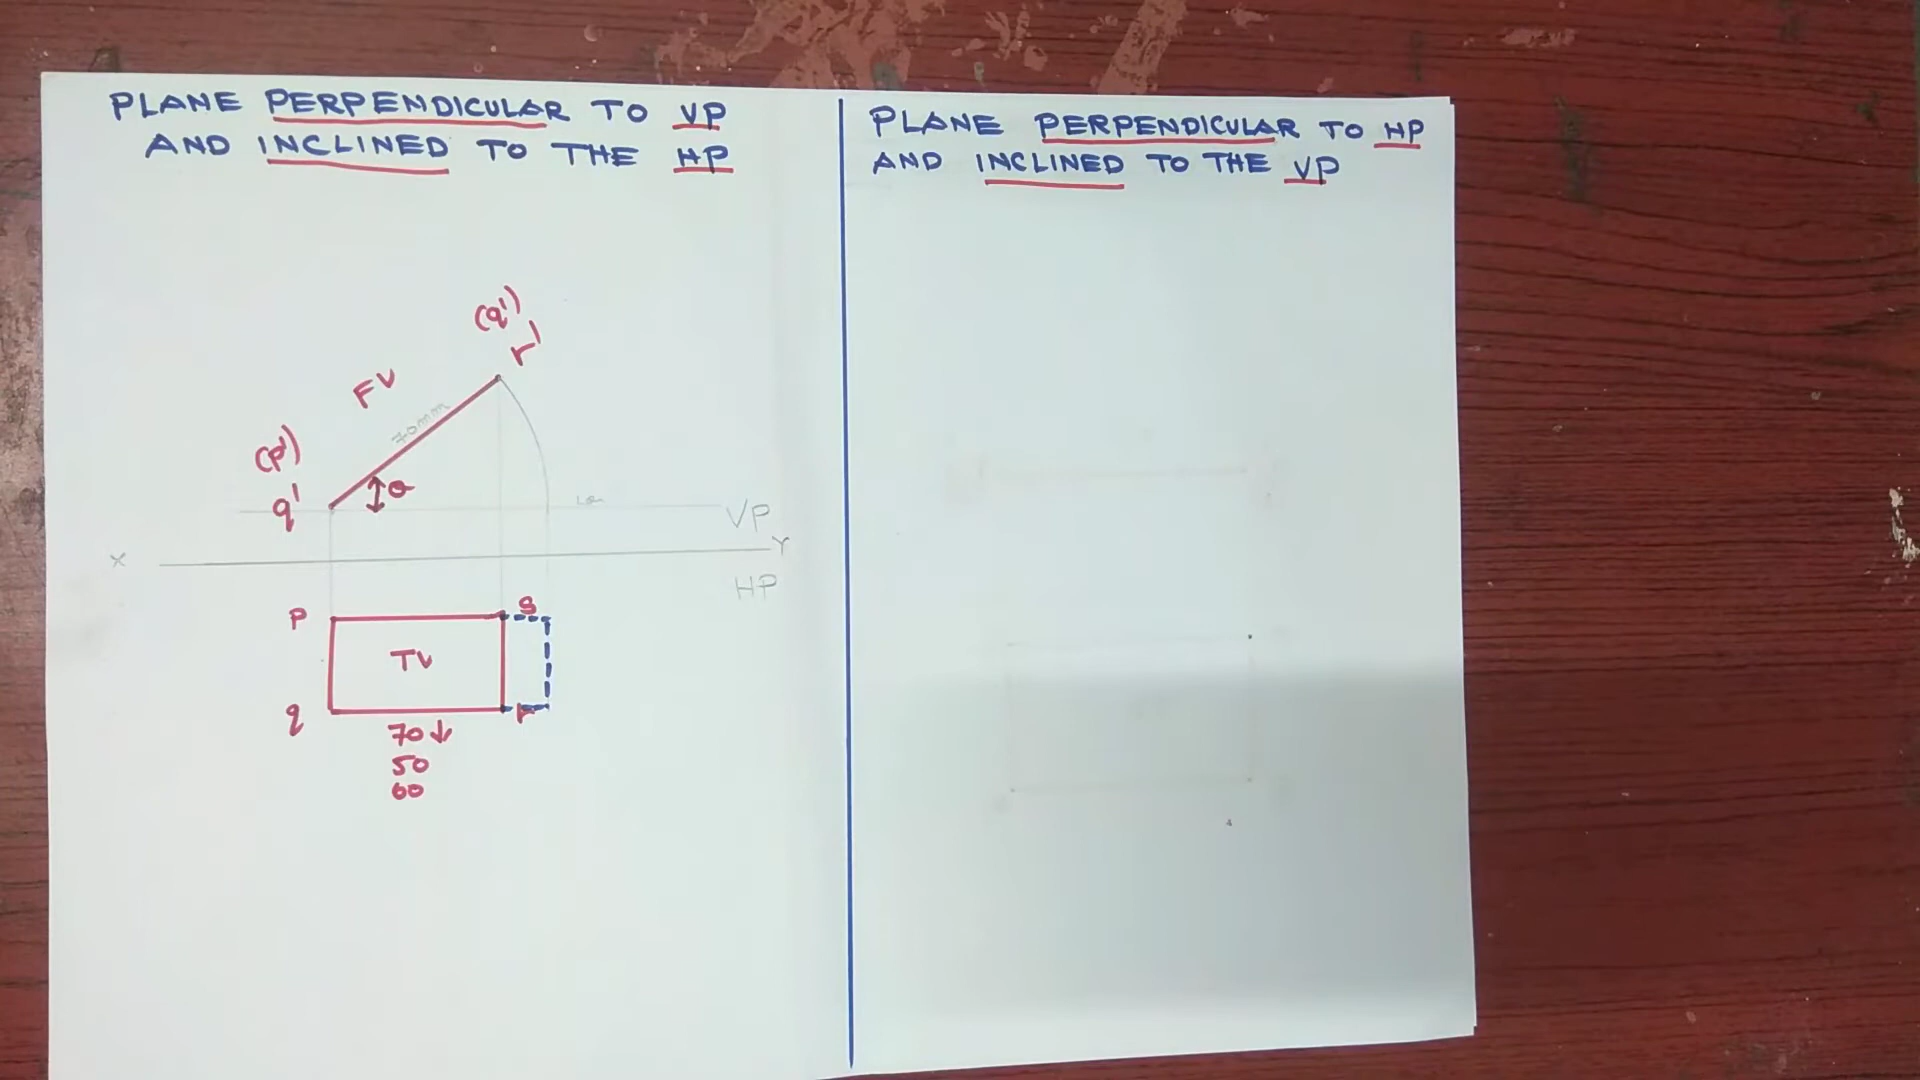 PLANE PERPENDICULAR TO VP
AND INCLINED TO THE HP
(q')
r'
FV
70mm
(p')
q'
θ
VP
X
Y
HP
P
S
TV
q
r
70↓
50
60
PLANE PERPENDICULAR TO HP
AND INCLINED TO THE VP